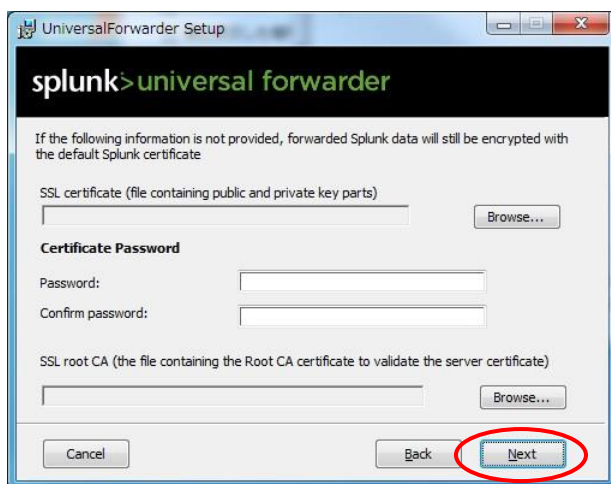 UniversalForwarder Setup
splunk>universal forwarder
If the following information is not provided, forwarded Splunk data will still be encrypted with
the default Splunk certificate
SSL certificate (file containing public and private key parts)
Browse...
Certificate Password
Password:
Confirm password:
SSL root CA (the file containing the Root CA certificate to validate the server certificate)
Browse...
Cancel
Back
Next